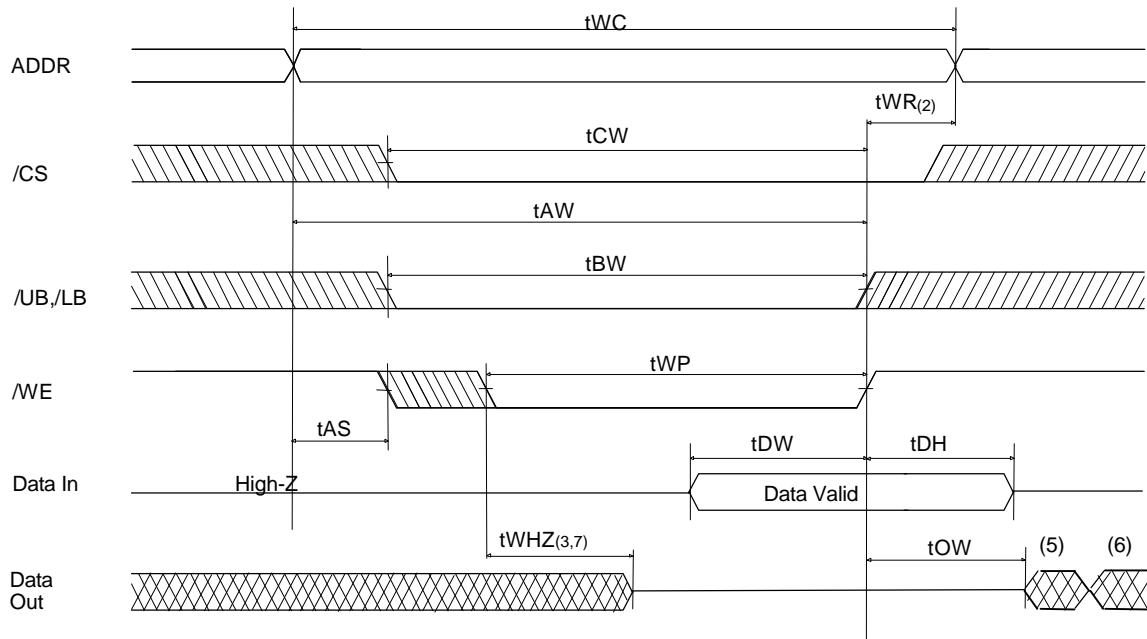 tWC
ADDR
tWR(2)
tCW
/CS
tAW
tBW
/UB,/LB
tWP
/WE
tAS
tDW
tDH
Data In
High-Z
Data Valid
tWHZ(3,7)
tOW
(5)
(6)
Data
Out